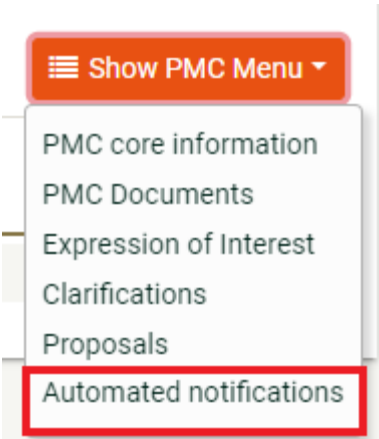 Show PMC Menu
PMC core information
PMC Documents
Expression of Interest
Clarifications
Proposals
Automated notifications